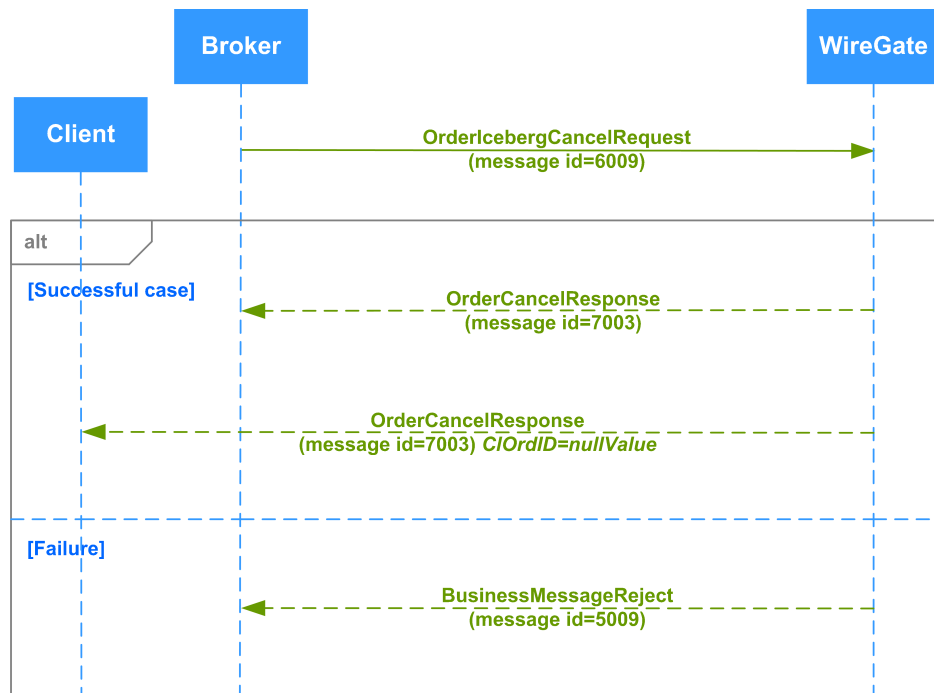 Broker
WireGate
Client
OrderIcebergCancelRequest
(message id=6009)
alt
[Successful case]
OrderCancelResponse
(message id=7003)
OrderCancelResponse
(message id=7003) ClOrdID=nullValue
[Failure]
BusinessMessageReject
(message id=5009)